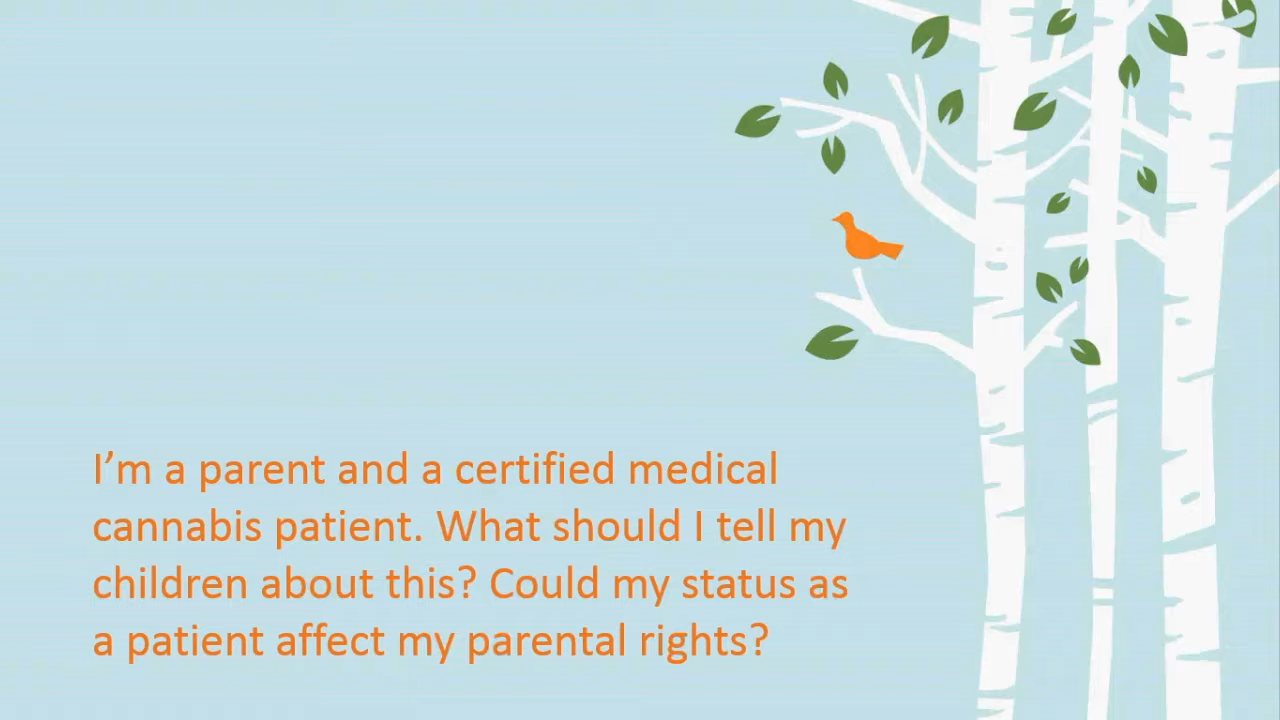 I’m a parent and a certified medical
cannabis patient. What should I tell my
children about this? Could my status as
a patient affect my parental rights?